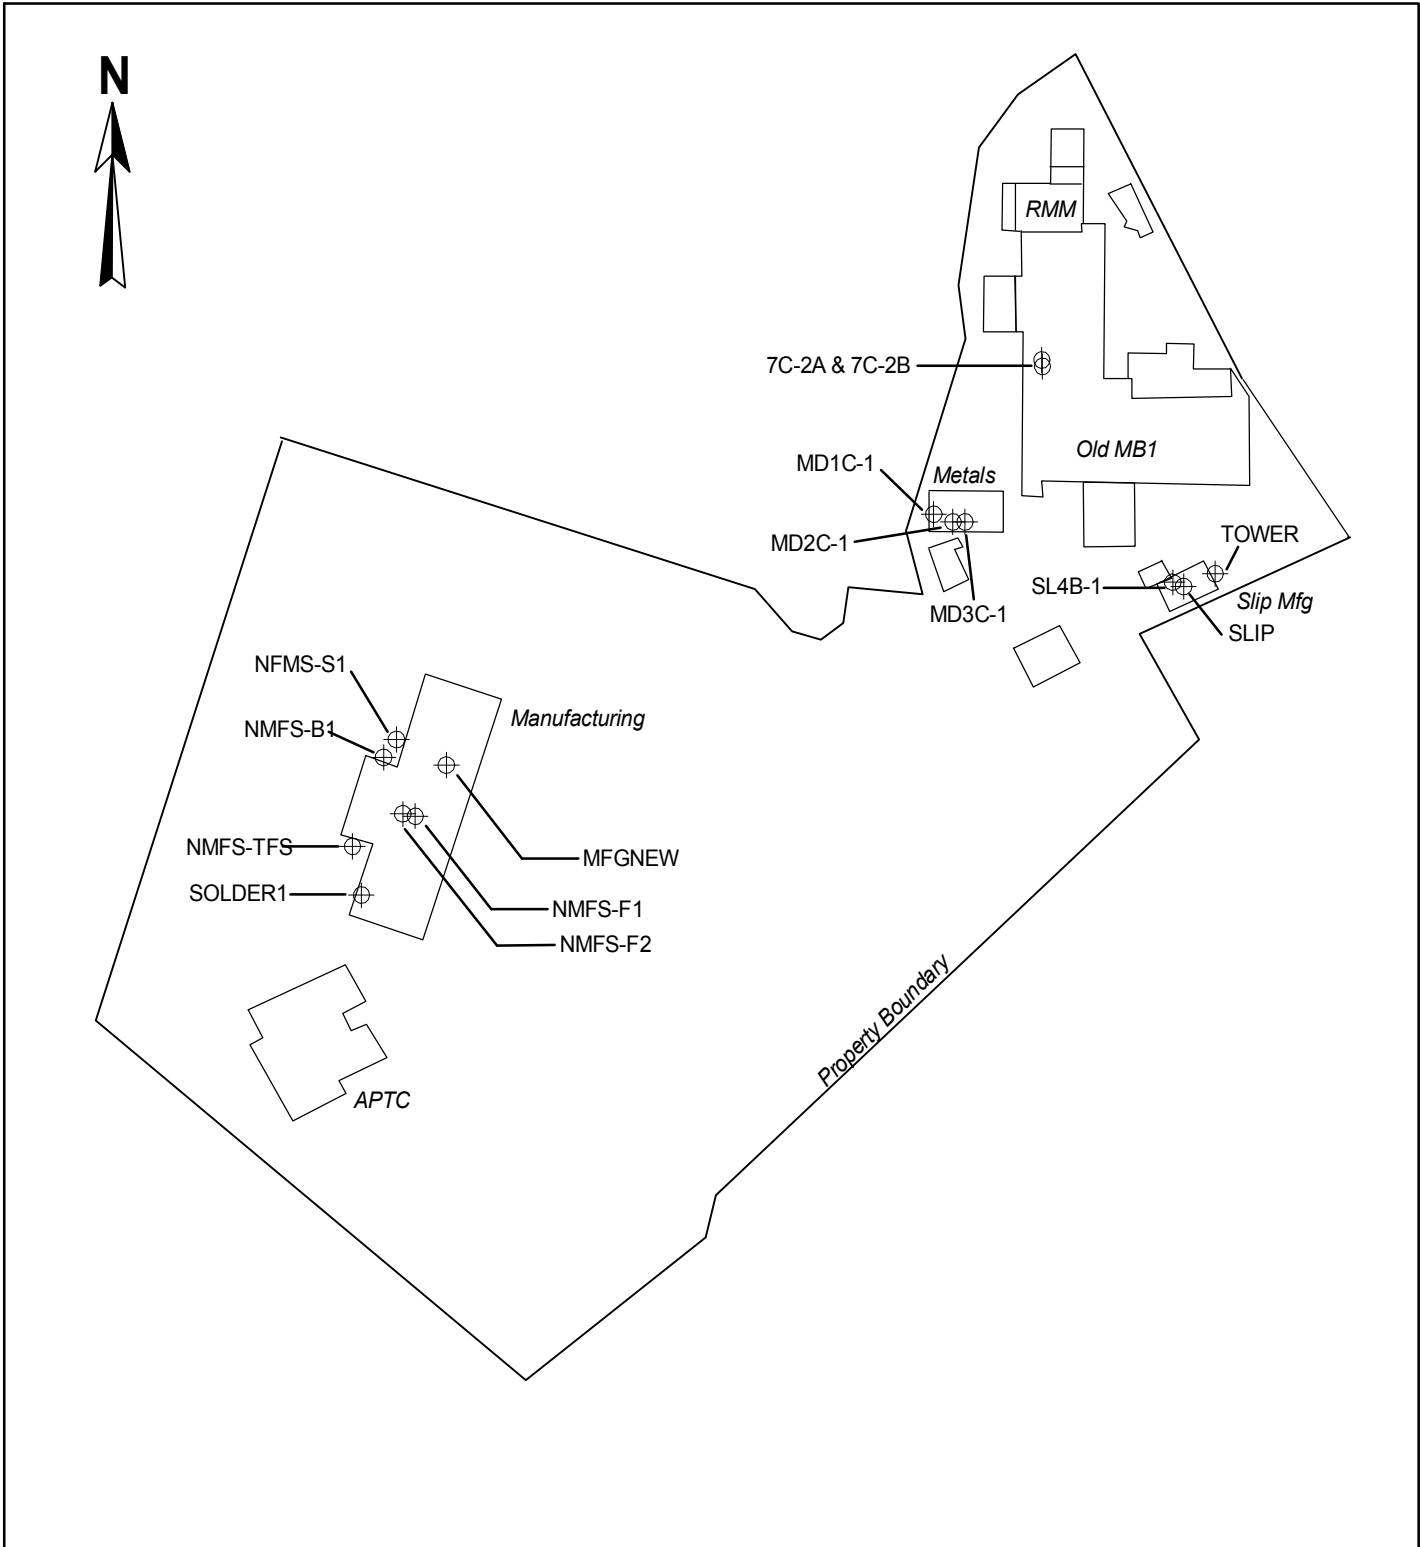 N
RMM
7C-2A & 7C-2B
Old MB1
MD1C-1
Metals
MD2C-1
TOWER
SL4B-1
Slip Mfg
MD3C-1
SLIP
NFMS-S1
Manufacturing
NMFS-B1
NMFS-TFS
MFGNEW
SOLDER1
NMFS-F1
NMFS-F2
Property Boundary
APTC